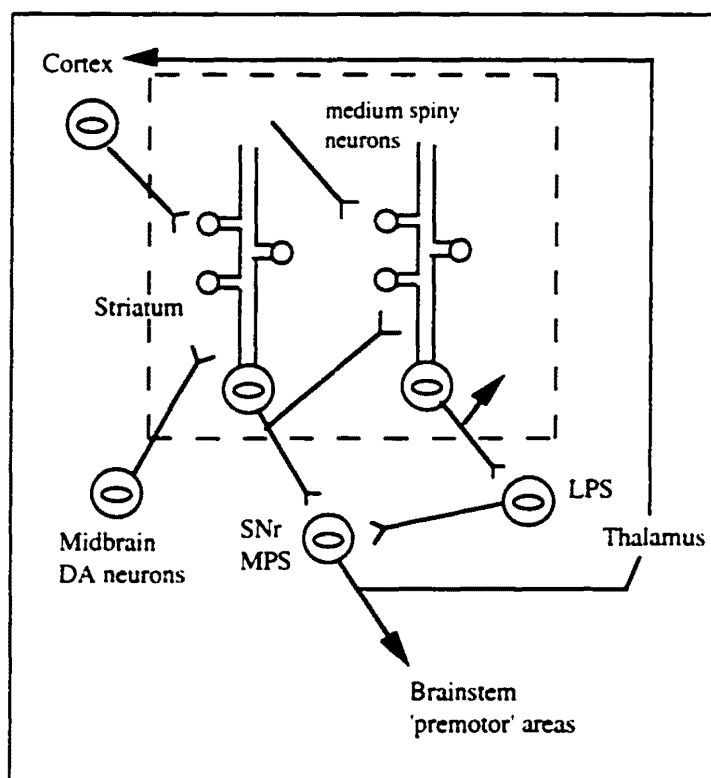 Cortex
medium spiny
neurons
Striatum
Midbrain
DA neurons
SNr
MPS
LPS
Thalamus
Brainstem
'premotor' areas